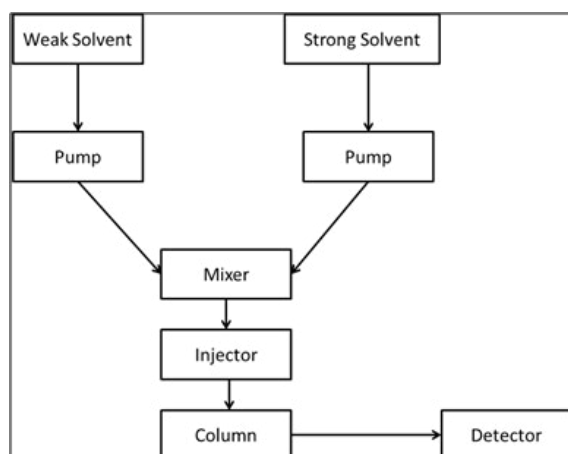 Weak Solvent
Strong Solvent
Pump
Pump
Mixer
Injector
Column
Detector